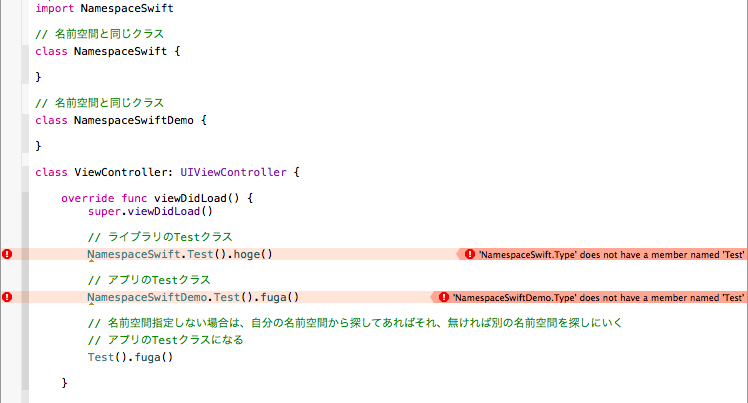 import NamespaceSwift
// 名前空間と同じクラス
class NamespaceSwift {
}
// 名前空間と同じクラス
class NamespaceSwiftDemo {
}
class ViewController: UIViewController {
override func viewDidLoad() {
super.viewDidLoad()
// ライブラリのTestクラス
NamespaceSwift.Test().hoge()
'NamespaceSwift.Type' does not have a member named 'Test'
// アプリのTestクラス
NamespaceSwiftDemo.Test().fuga()
'NamespaceSwiftDemo.Type' does not have a member named 'Test'
// 名前空間指定しない場合は、自分の名前空間から探してあればそれ、無ければ別の名前空間を探しにいく
// アプリのTestクラスになる
Test().fuga()
}